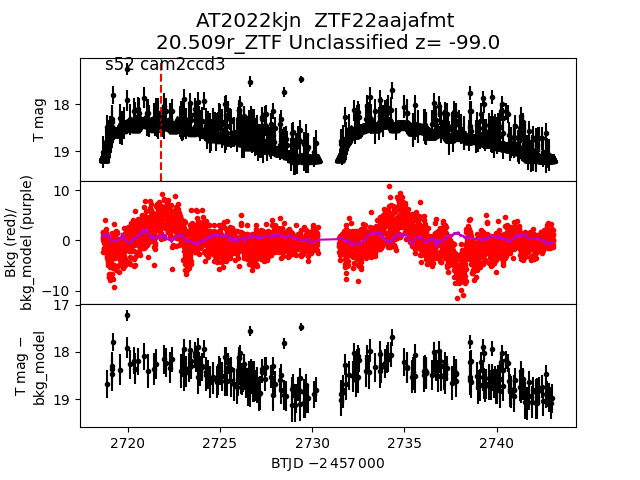 AT2022kjn  ZTF22aajafmt
20.509r_ZTF Unclassified z= -99.0
s52 cam2ccd3
T mag
18
19
Bkg (red)/
bkg_model (purple)
10
0
−10
T mag −
bkg_model
17
18
19
2720
2725
2730
2735
2740
BTJD −2 457 000